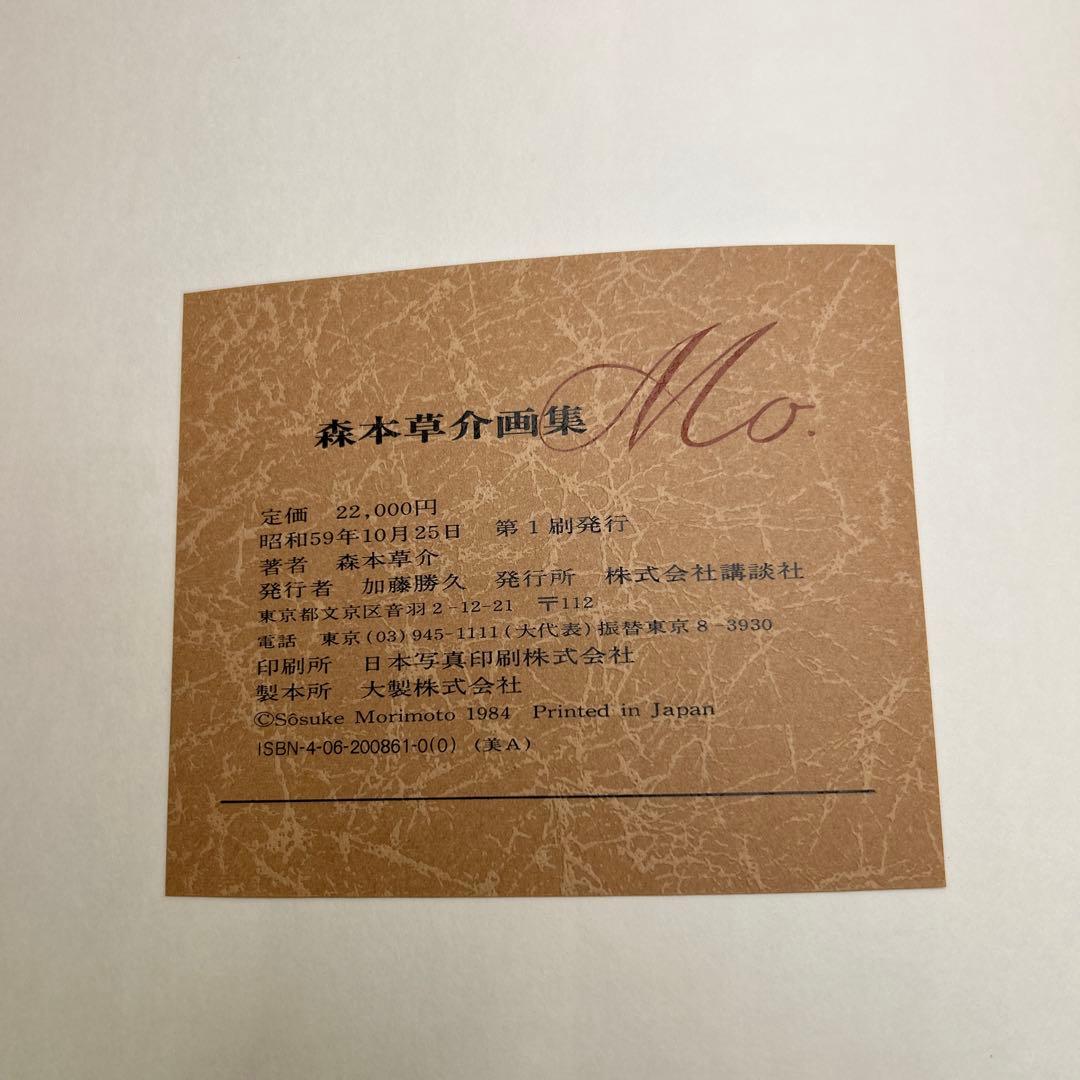 森本草介画集 Mo.
定価 22,000円
昭和59年10月25日 第1刷発行
著者 森本草介
発行者 加藤勝久 発行所 株式会社講談社
東京都文京区音羽2-12-21 〒112
電話 東京(03)945-1111(大代表)振替東京8-3930
印刷所 日本写真印刷株式会社
製本所 大製株式会社
©Sôsuke Morimoto 1984 Printed in Japan
ISBN-4-06-200861-0(0) (美A)